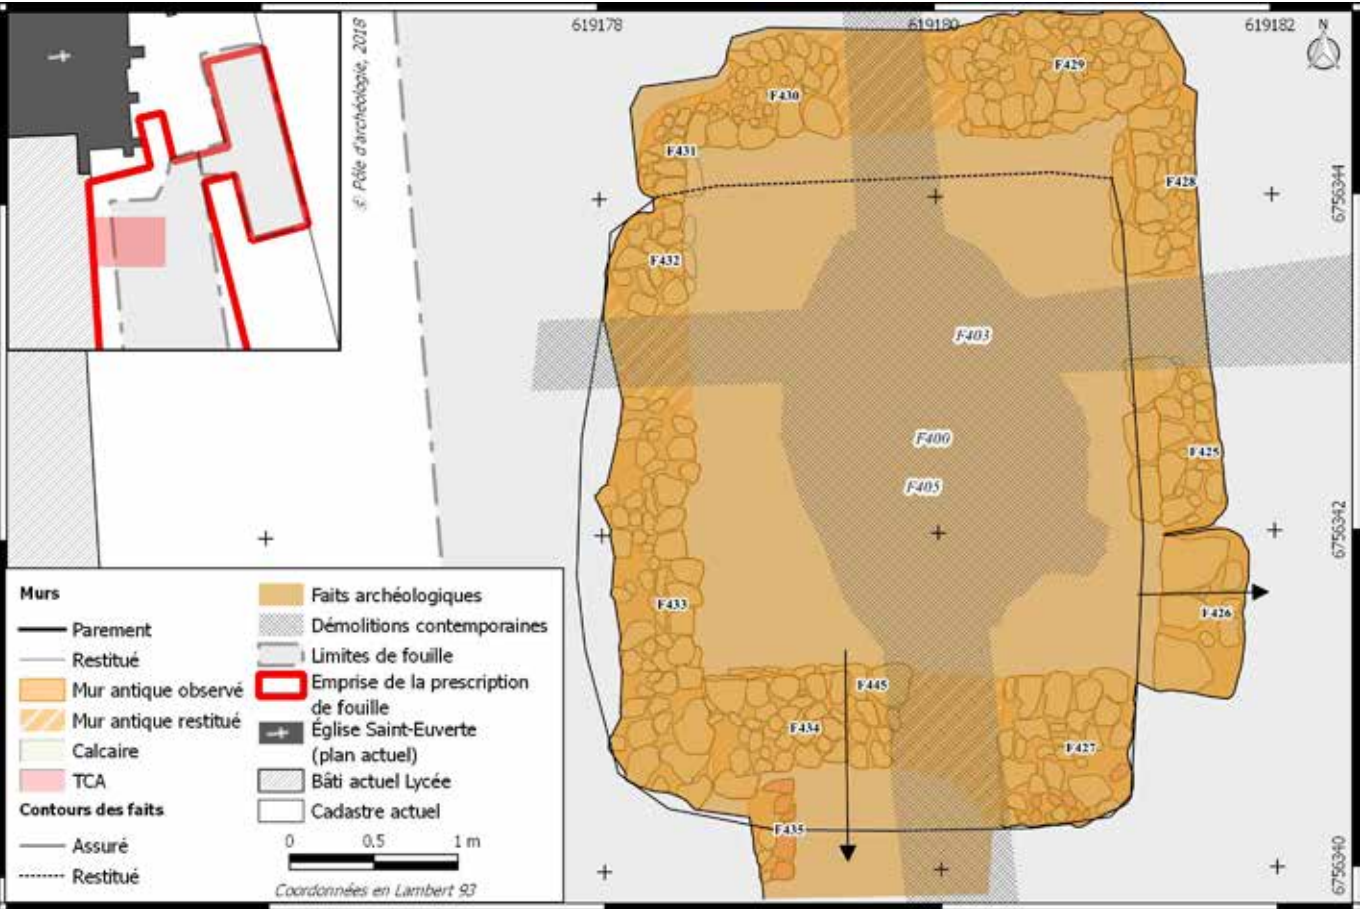 619178
619180
619182
N
© Pôle d'archéologie, 2018
F429
F430
F431
F428
6756344
F432
F403
F400
F405
F425
6756342
F433
F426
F445
F434
F427
F435
6756340
Murs
Parement
Restitué
Mur antique observé
Mur antique restitué
Calcaire
TCA
Contours des faits
Assuré
Restitué
Faits archéologiques
Démolitions contemporaines
Limites de fouille
Emprise de la prescription
de fouille
Église Saint-Euverte
(plan actuel)
Bâti actuel Lycée
Cadastre actuel
0 0.5 1 m
Coordonnées en Lambert 93